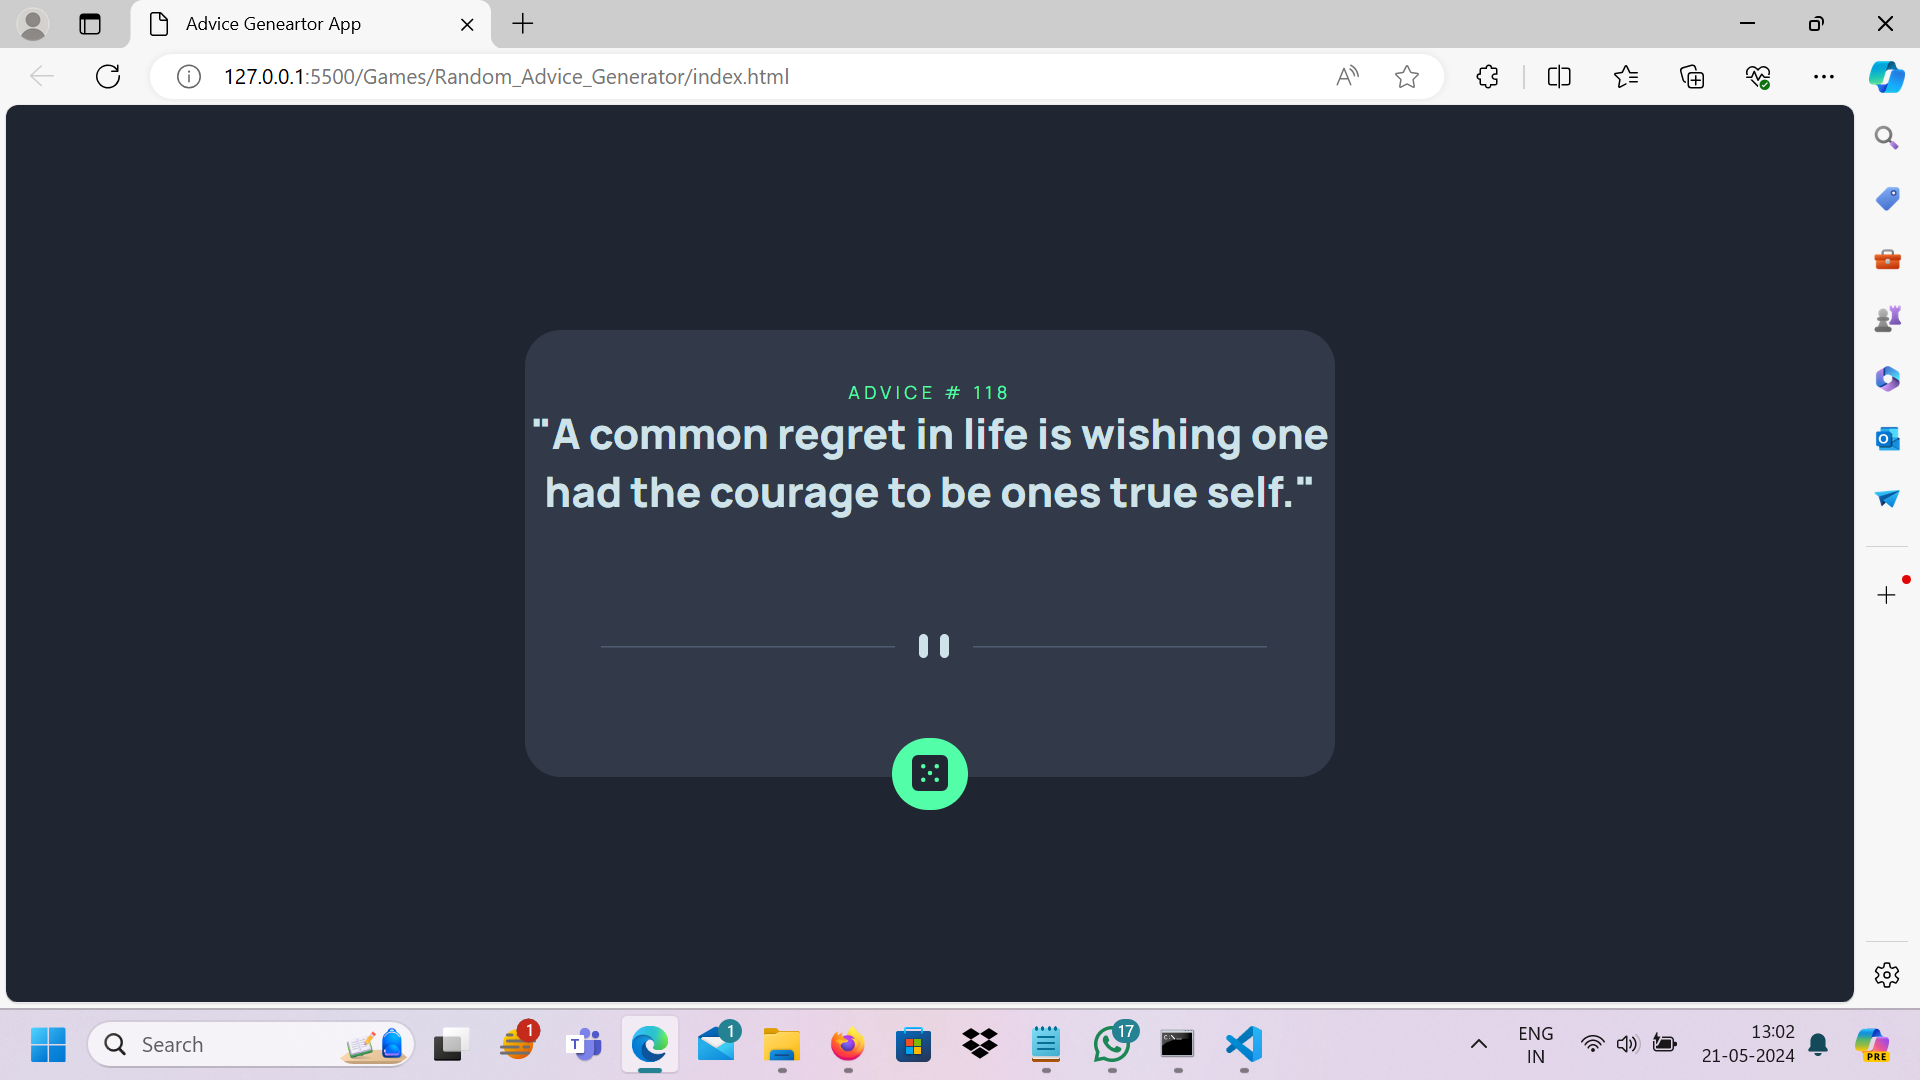 Advice Geneartor App
127.0.0.1:5500/Games/Random_Advice_Generator/index.html
ADVICE # 118
"A common regret in life is wishing one
had the courage to be ones true self."
Search
1
1
17
ENG
IN
13:02
21-05-2024
PRE